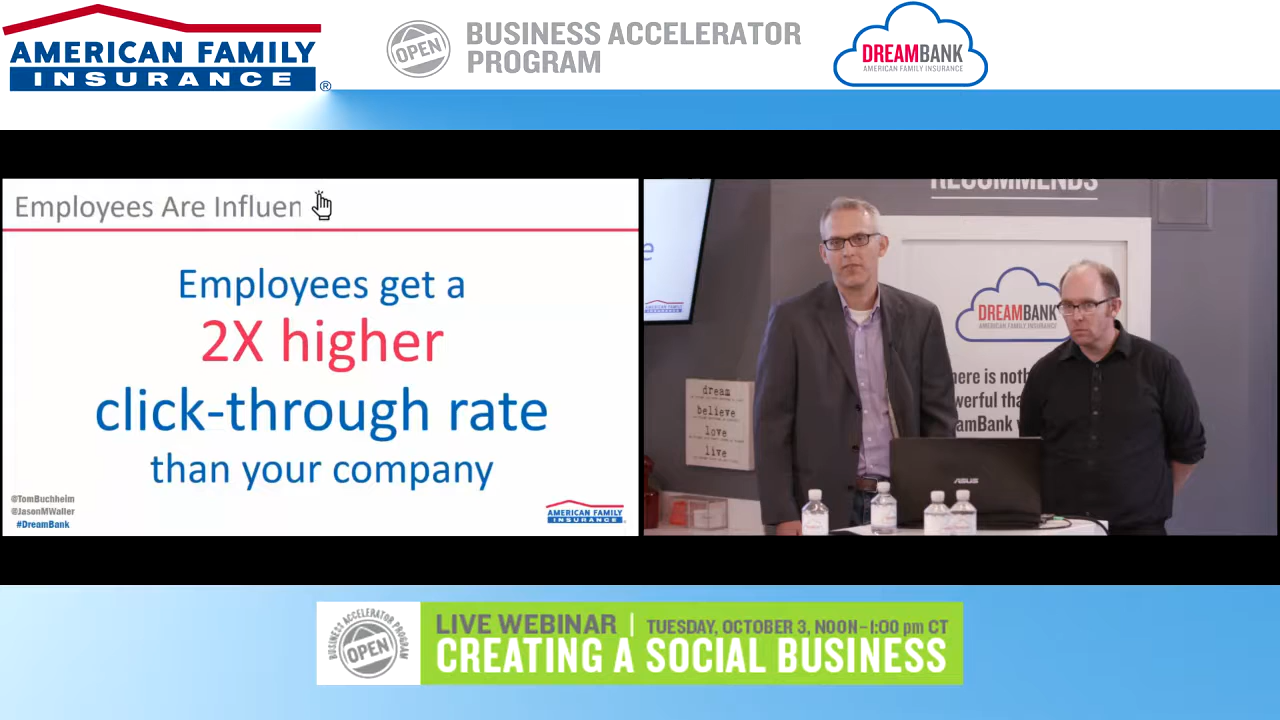 AMERICAN FAMILY
INSURANCE ®
OPEN
BUSINESS ACCELERATOR
PROGRAM
DREAMBANK
AMERICAN FAMILY INSURANCE
Employees Are Influen
Employees get a
2X higher
click-through rate
than your company
@TomBuchheim
@JasonMWaller
#DreamBank
AMERICAN FAMILY
INSURANCE
RECOMMENDS
e
AMERICAN FAMILY
INSURANCE
DREAMBANK
AMERICAN FAMILY INSURANCE
here is noth
werful tha
amBank
dream
believe
love
live
ASUS
BUSINESS ACCELERATOR PROGRAM
OPEN
LIVE WEBINAR | TUESDAY, OCTOBER 3, NOON–1:00 pm CT
CREATING A SOCIAL BUSINESS